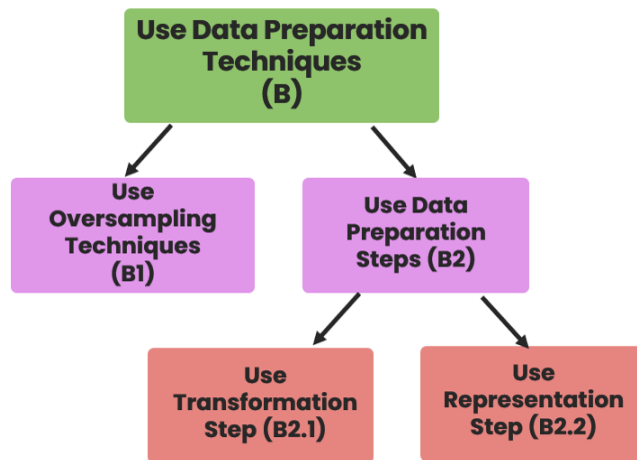 Use Data Preparation
Techniques
(B)
Use
Oversampling
Techniques
(B1)
Use Data
Preparation
Steps (B2)
Use
Transformation
Step (B2.1)
Use
Representation
Step (B2.2)